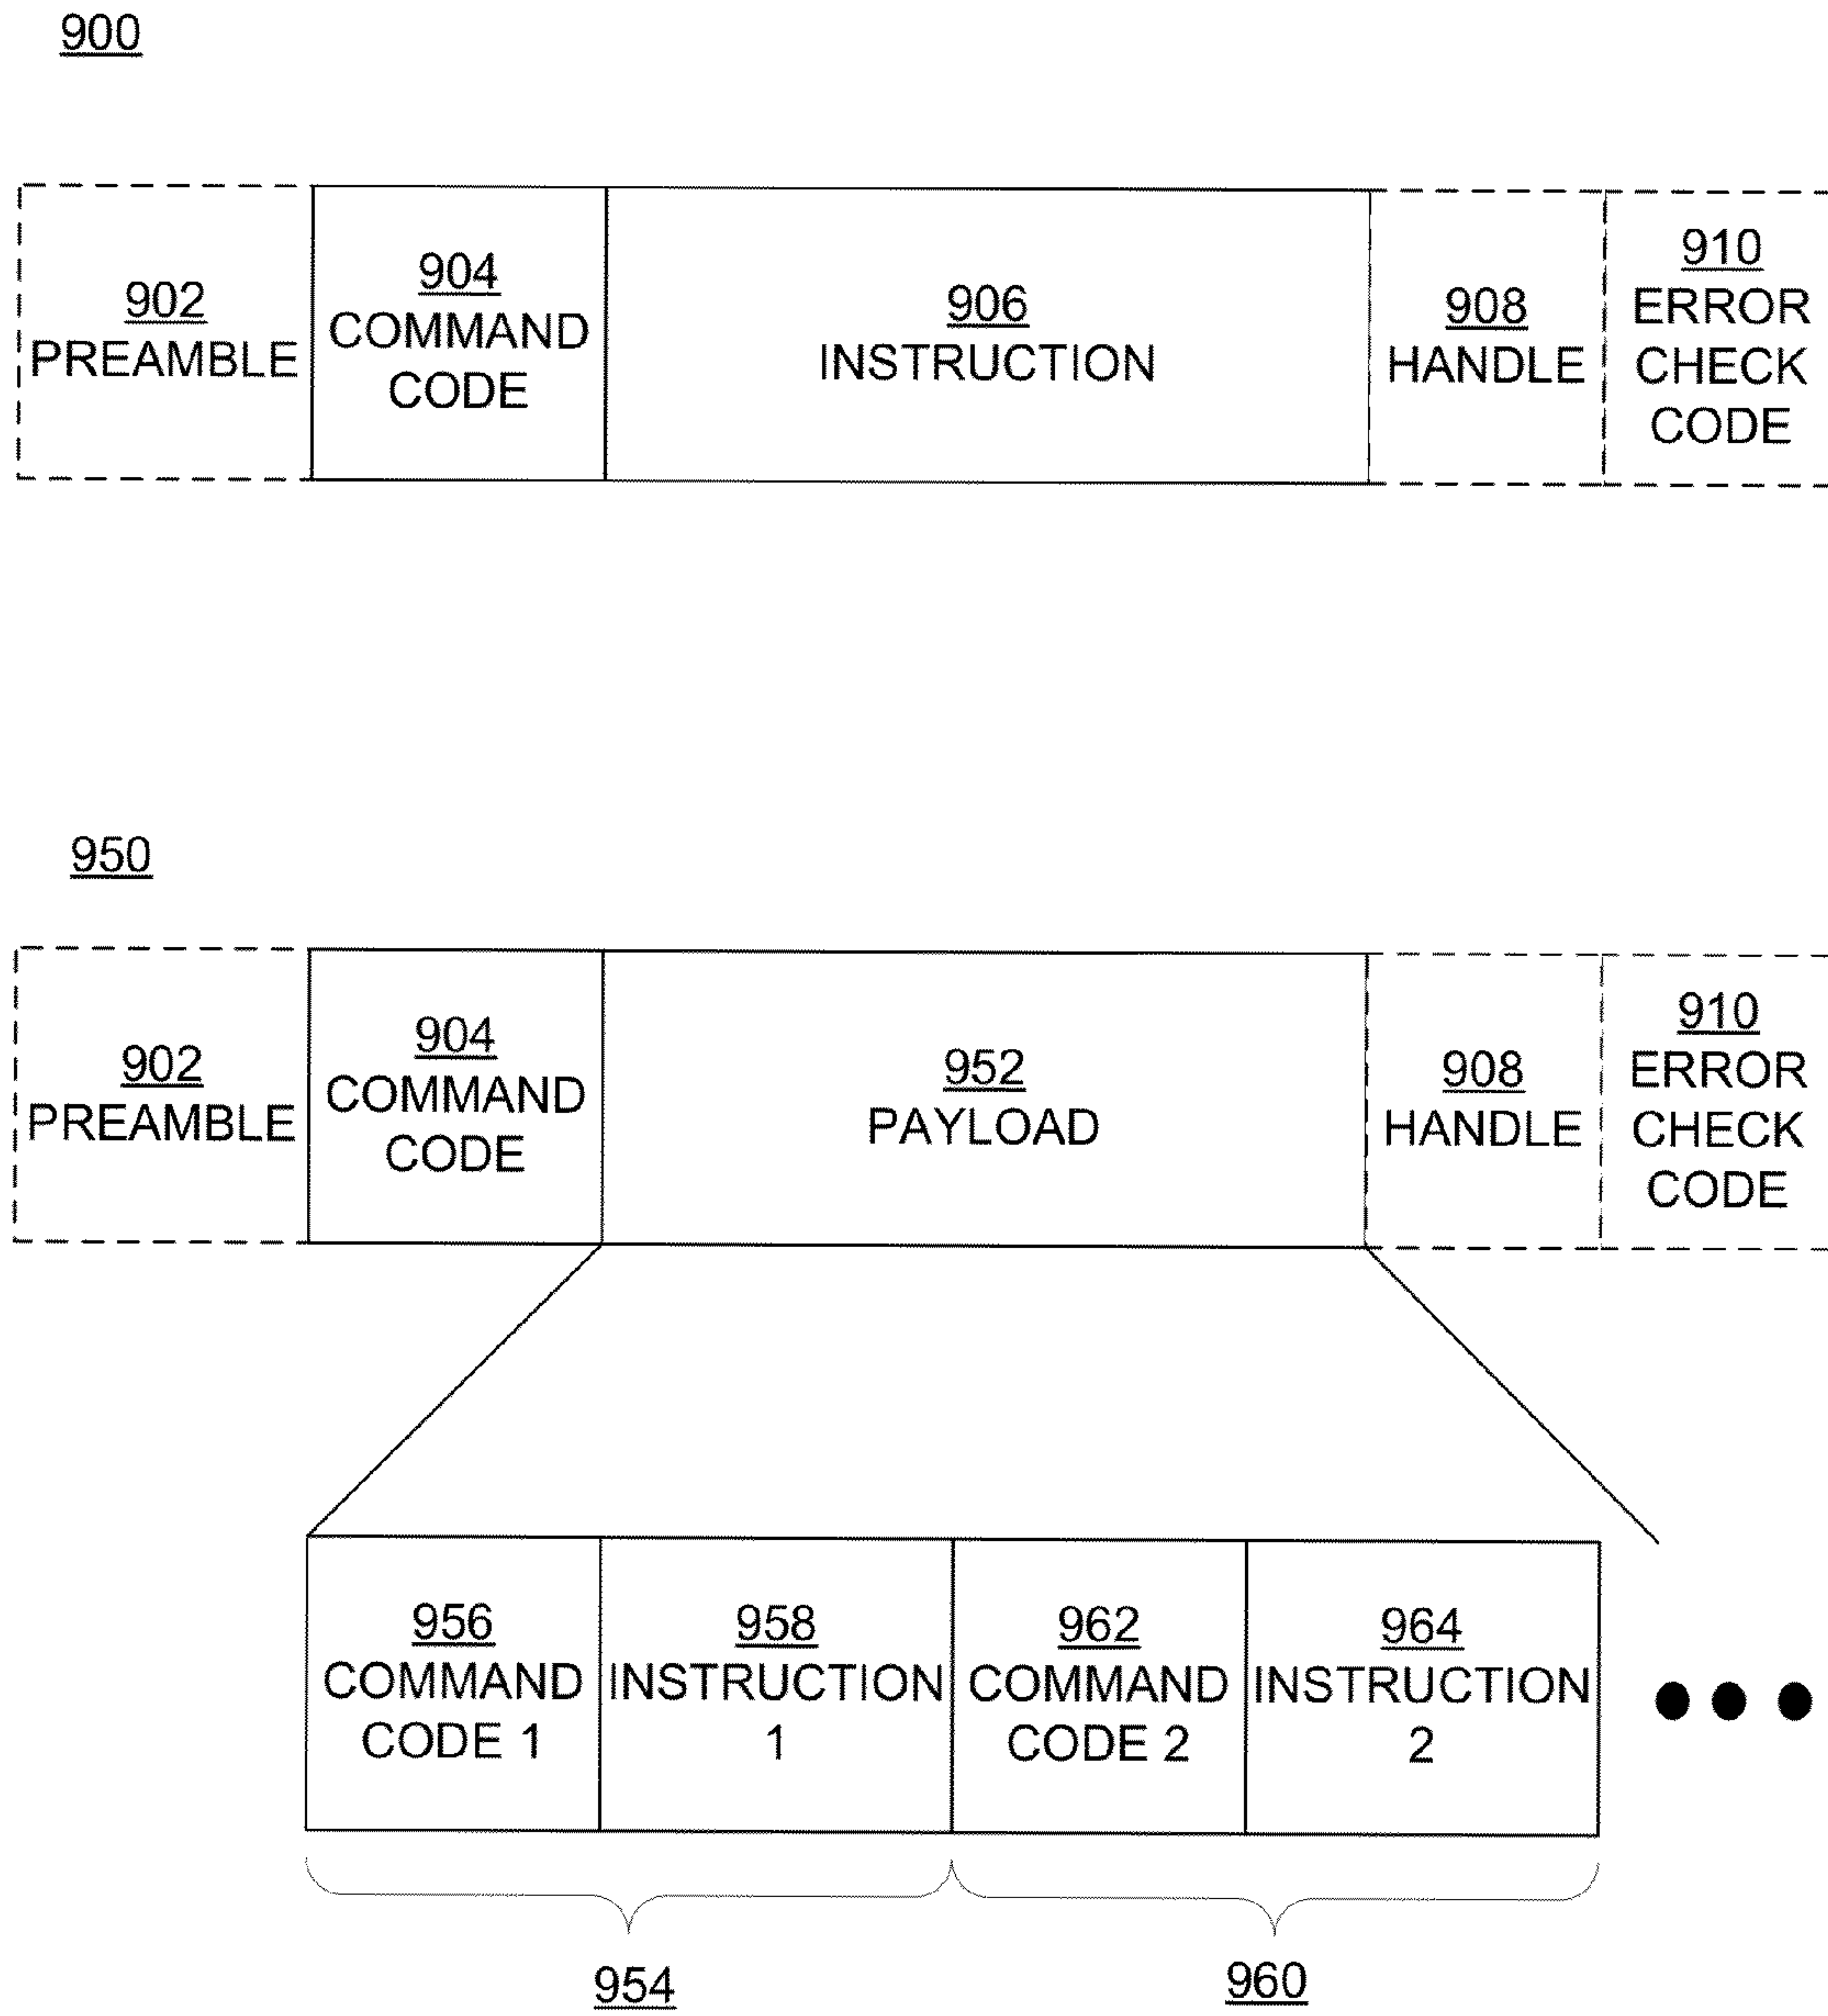 900
902
PREAMBLE
904
COMMAND
CODE
906
INSTRUCTION
908
HANDLE
910
ERROR
CHECK
CODE
950
902
PREAMBLE
904
COMMAND
CODE
952
PAYLOAD
908
HANDLE
910
ERROR
CHECK
CODE
956
COMMAND
CODE 1
958
INSTRUCTION
1
962
COMMAND
CODE 2
964
INSTRUCTION
2
954
960